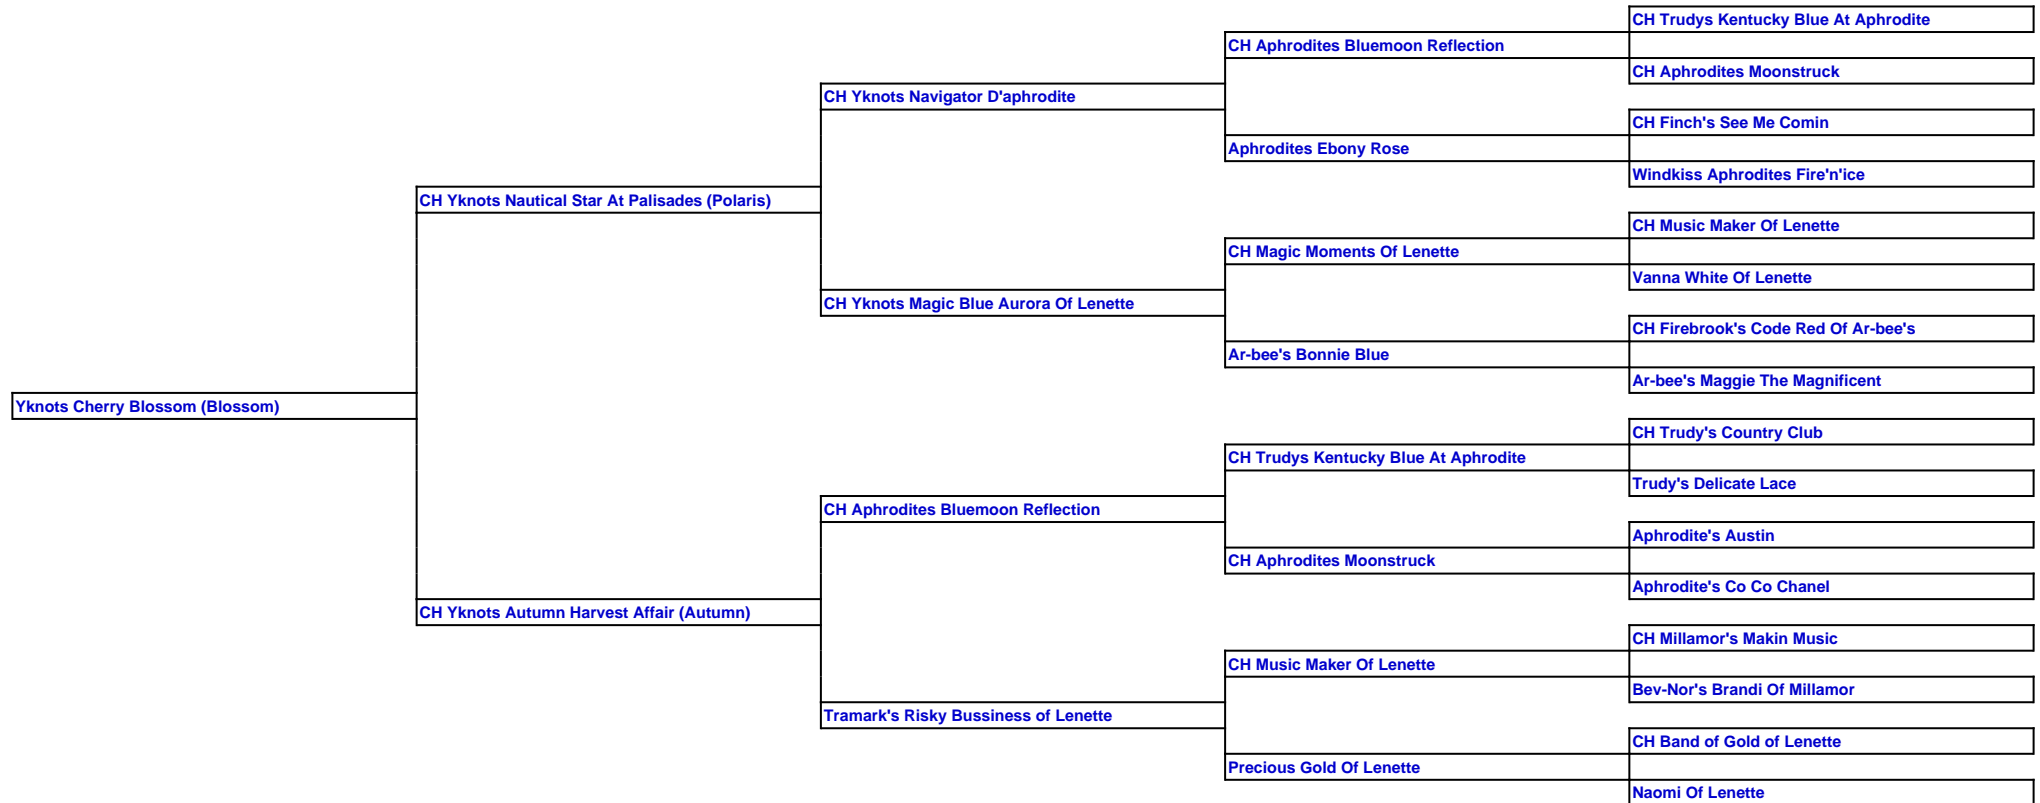 CH Trudys Kentucky Blue At Aphrodite
CH Aphrodites Bluemoon Reflection
CH Aphrodites Moonstruck
CH Yknots Navigator D'aphrodite
CH Finch's See Me Comin
Aphrodites Ebony Rose
Windkiss Aphrodites Fire'n'ice
CH Yknots Nautical Star At Palisades (Polaris)
CH Music Maker Of Lenette
CH Magic Moments Of Lenette
Vanna White Of Lenette
CH Yknots Magic Blue Aurora Of Lenette
CH Firebrook's Code Red Of Ar-bee's
Ar-bee's Bonnie Blue
Ar-bee's Maggie The Magnificent
Yknots Cherry Blossom (Blossom)
CH Trudy's Country Club
CH Trudys Kentucky Blue At Aphrodite
Trudy's Delicate Lace
CH Aphrodites Bluemoon Reflection
Aphrodite's Austin
CH Aphrodites Moonstruck
Aphrodite's Co Co Chanel
CH Yknots Autumn Harvest Affair (Autumn)
CH Millamor's Makin Music
CH Music Maker Of Lenette
Bev-Nor's Brandi Of Millamor
Tramark's Risky Bussiness of Lenette
CH Band of Gold of Lenette
Precious Gold Of Lenette
Naomi Of Lenette